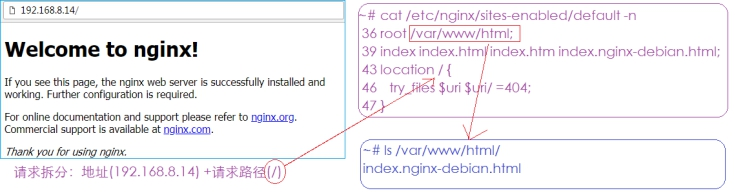 192.168.8.14/
Welcome to nginx!
If you see this page, the nginx web server is successfully installed and
working. Further configuration is required.
For online documentation and support please refer to nginx.org.
Commercial support is available at nginx.com.
Thank you for using nginx.
请求拆分：地址(192.168.8.14) +请求路径(/)
~# cat /etc/nginx/sites-enabled/default -n
36 root /var/www/html;
39 index index.html index.htm index.nginx-debian.html;
43 location / {
46 try_files $uri $uri/ =404;
47 }
~# ls /var/www/html/
index.nginx-debian.html